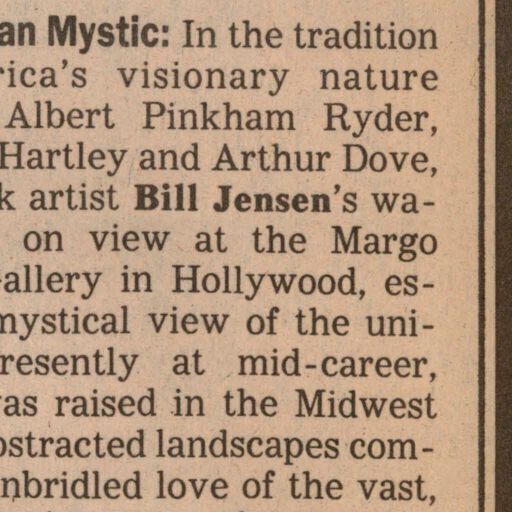 an Mystic: In the tradition
rica's visionary nature
Albert Pinkham Ryder,
Hartley and Arthur Dove,
k artist Bill Jensen's wa-
on view at the Margo
allery in Hollywood, es-
mystical view of the uni-
resently at mid-career,
as raised in the Midwest
ostracted landscapes com-
nbridled love of the vast,